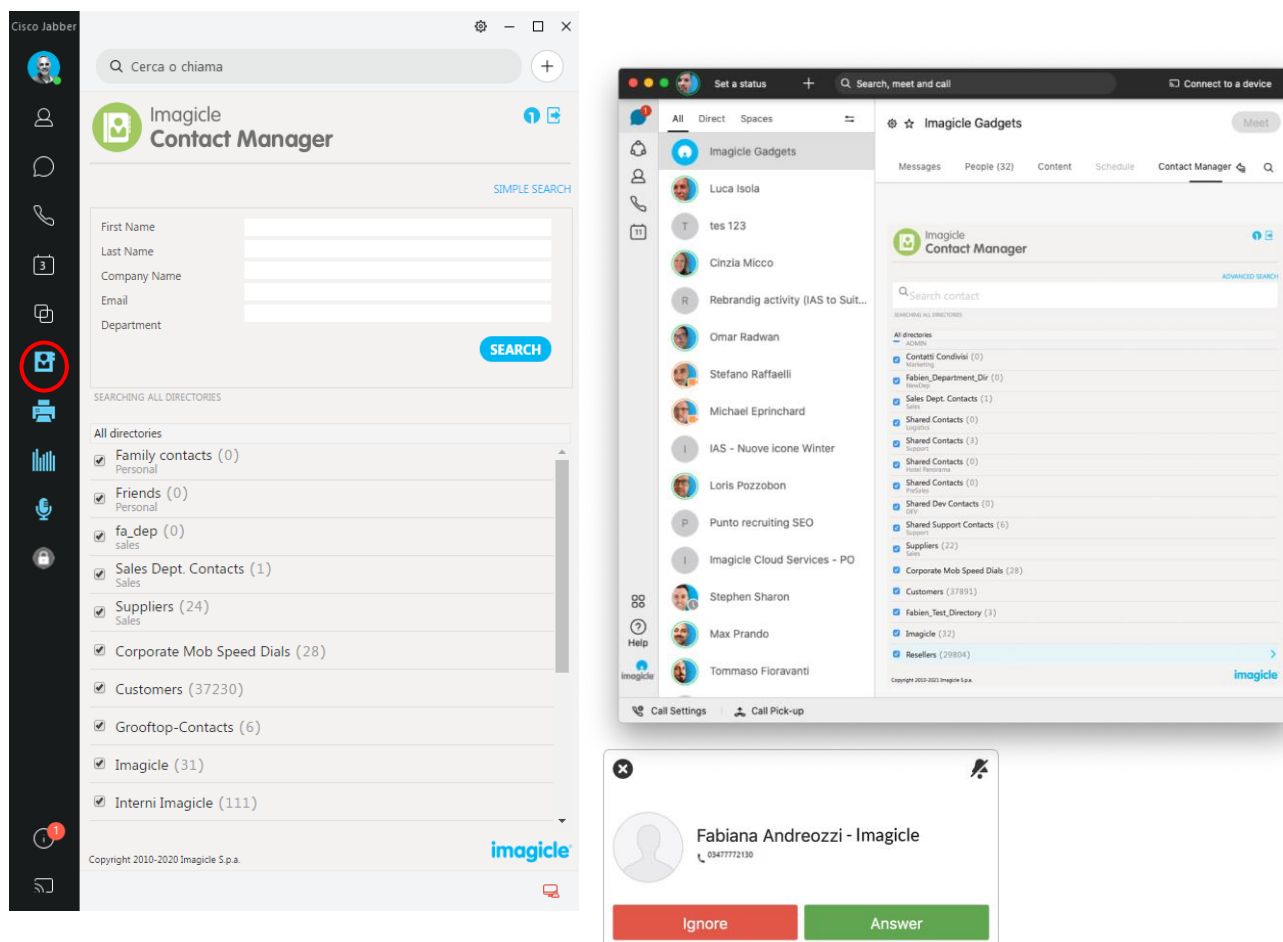 Cisco Jabber
Cerca o chiama
Imagicle
Contact Manager
SIMPLE SEARCH
First Name
Last Name
Company Name
Email
Department
SEARCH
SEARCHING ALL DIRECTORIES
All directories
Family contacts (0)
Personal
Friends (0)
Personal
fa_dep (0)
sales
Sales Dept. Contacts (1)
Sales
Suppliers (24)
Sales
Corporate Mob Speed Dials (28)
Customers (37230)
Grooftop-Contacts (6)
Imagicle (31)
Interni Imagicle (111)
Copyright 2010-2020 Imagicle S.p.a.
imagicle
3
1
Set a status
Search, meet and call
Connect to a device
1
All Direct Spaces
11
Help
imagicle
Imagicle Gadgets
Luca Isola
T tes 123
Cinzia Micco
R Rebrandig activity (IAS to Suit...
Omar Radwan
Stefano Raffaelli
Michael Eprinchard
I IAS - Nuove icone Winter
Loris Pozzobon
P Punto recruiting SEO
I Imagicle Cloud Services - PO
Stephen Sharon
Max Prando
Tommaso Fioravanti
Imagicle Gadgets
Meet
Messages People (32) Content Schedule Contact Manager
Imagicle
Contact Manager
ADVANCED SEARCH
Search contact
SEARCHING ALL DIRECTORIES
All directories
ADMIN
Contatti Condivisi (0)
Marketing
Fabien_Department_Dir (0)
NewDep
Sales Dept. Contacts (1)
Sales
Shared Contacts (0)
Logistics
Shared Contacts (3)
Support
Shared Contacts (0)
Hotel Panorama
Shared Contacts (0)
PreSales
Shared Dev Contacts (0)
DEV
Shared Support Contacts (6)
Support
Suppliers (22)
Sales
Corporate Mob Speed Dials (28)
Customers (37891)
Fabien_Test_Directory (3)
Imagicle (32)
Resellers (29804)
Copyright 2010-2021 Imagicle S.p.a.
imagicle
Call Settings Call Pick-up
Fabiana Andreozzi - Imagicle
03477772130
Ignore Answer